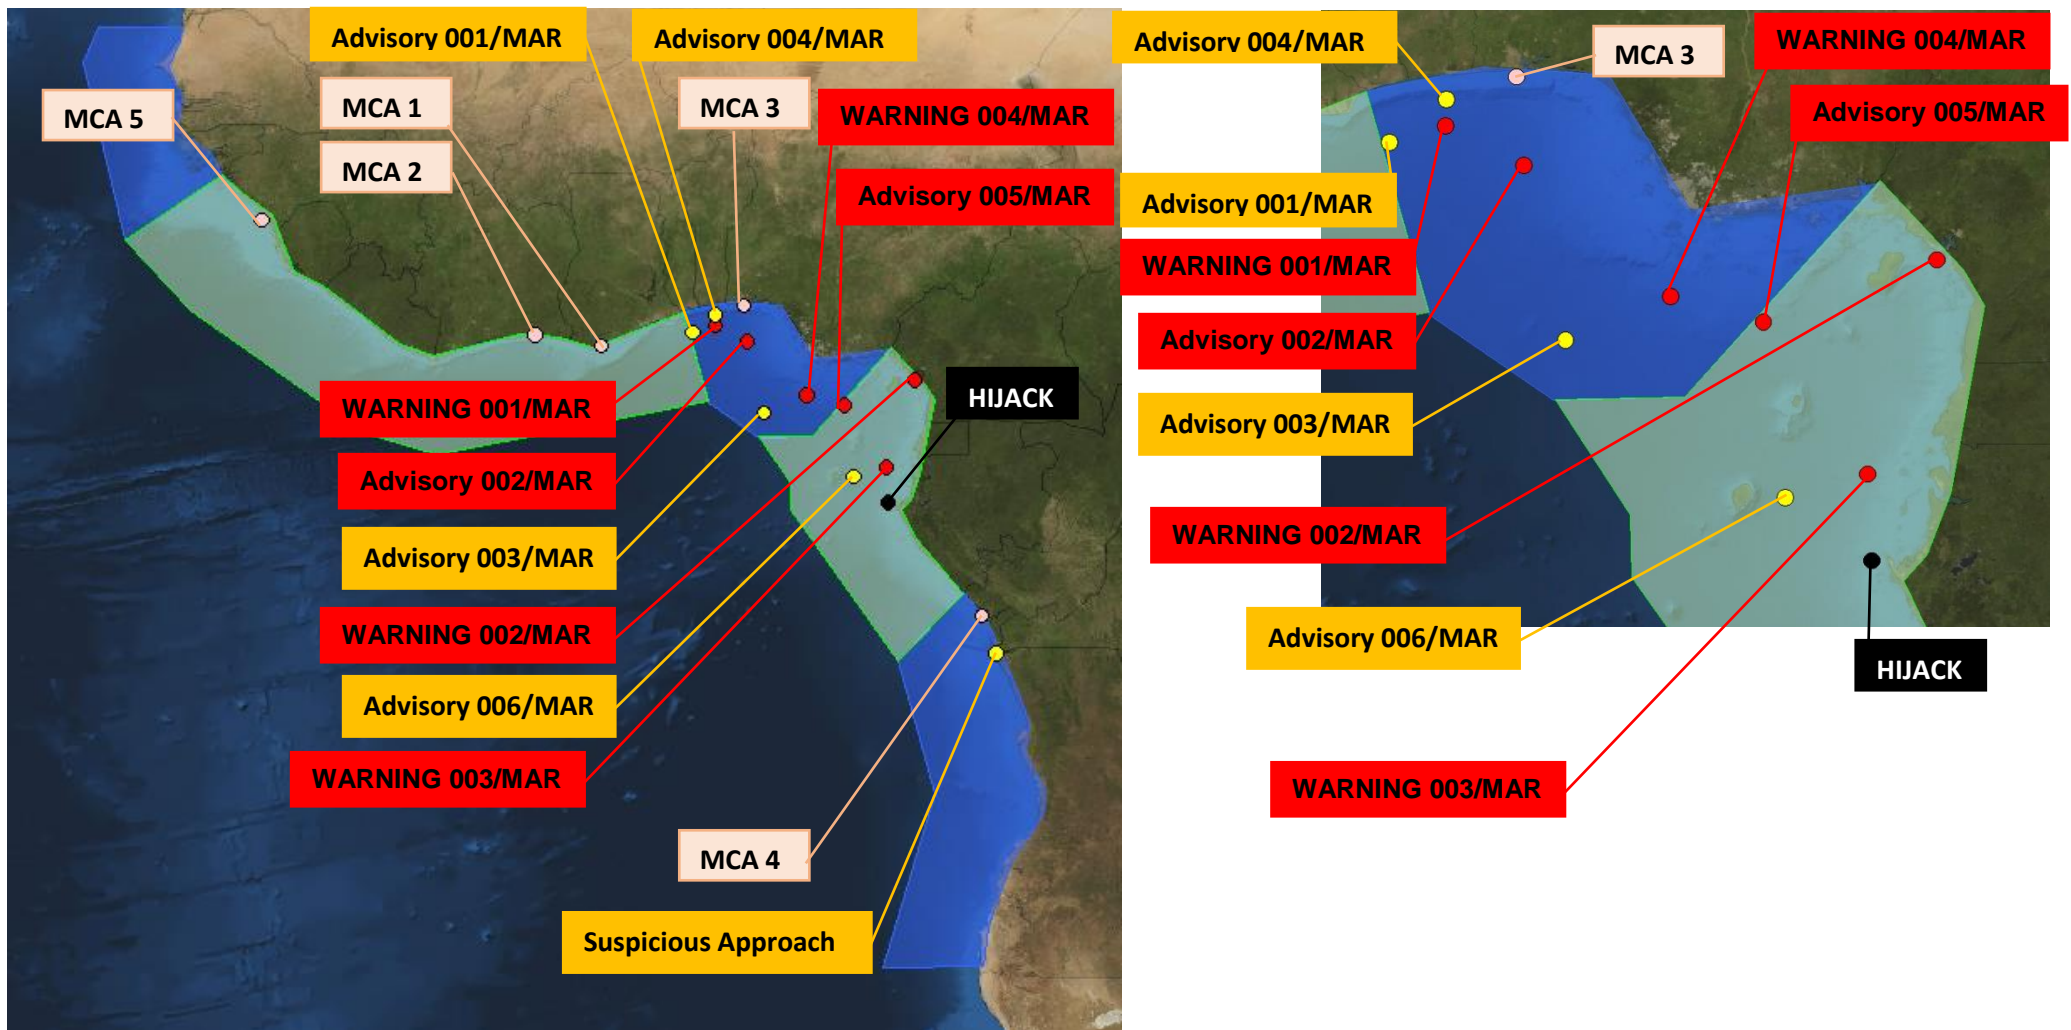 Advisory 001/MAR
Advisory 004/MAR
MCA 5
MCA 1
MCA 3
WARNING 004/MAR
MCA 2
Advisory 005/MAR
WARNING 001/MAR
HIJACK
Advisory 002/MAR
Advisory 003/MAR
WARNING 002/MAR
Advisory 006/MAR
WARNING 003/MAR
MCA 4
Suspicious Approach
Advisory 004/MAR
MCA 3
WARNING 004/MAR
Advisory 005/MAR
Advisory 001/MAR
WARNING 001/MAR
Advisory 002/MAR
Advisory 003/MAR
WARNING 002/MAR
Advisory 006/MAR
HIJACK
WARNING 003/MAR